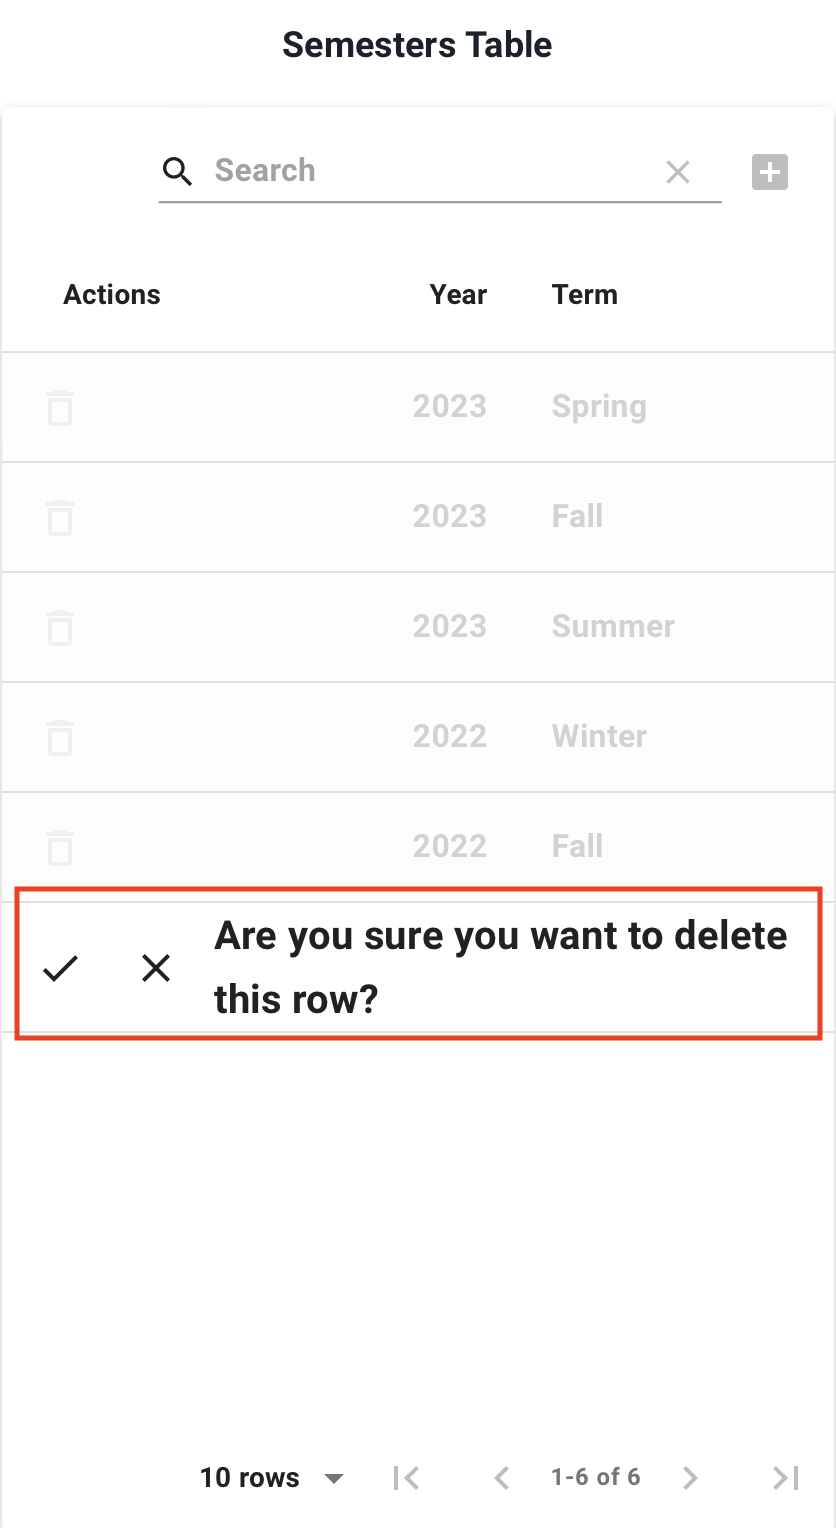 Semesters Table
Search
Actions Year Term
2023 Spring
2023 Fall
2023 Summer
2022 Winter
2022 Fall
Are you sure you want to delete
this row?
10 rows 1-6 of 6